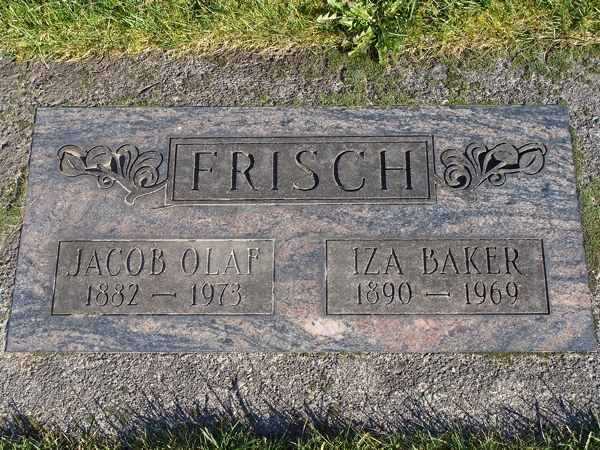 FRISCH
JACOB OLAF
1882 — 1973
IZA BAKER
1890 — 1969